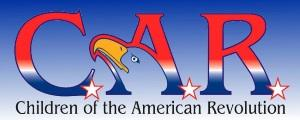 C.A.R.
Children of the American Revolution